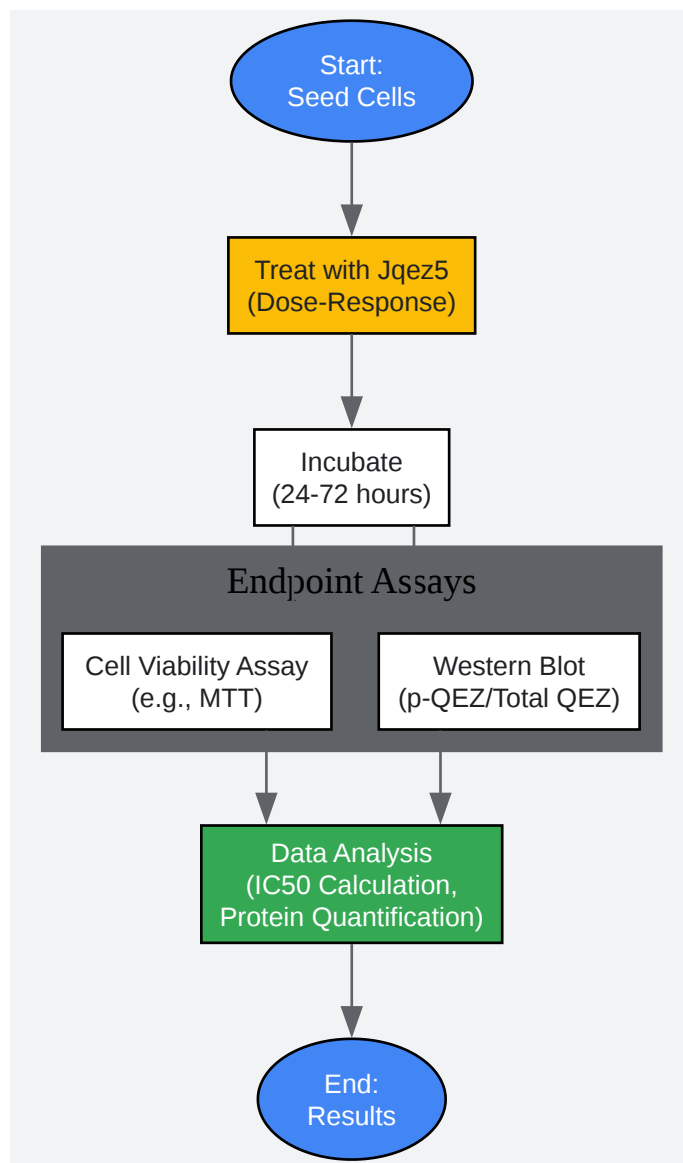 Start:
Seed Cells
Treat with Jqez5
(Dose-Response)
Incubate
(24-72 hours)
Endpoint Assays
Cell Viability Assay
(e.g., MTT)
Western Blot
(p-QEZ/Total QEZ)
Data Analysis
(IC50 Calculation,
Protein Quantification)
End:
Results